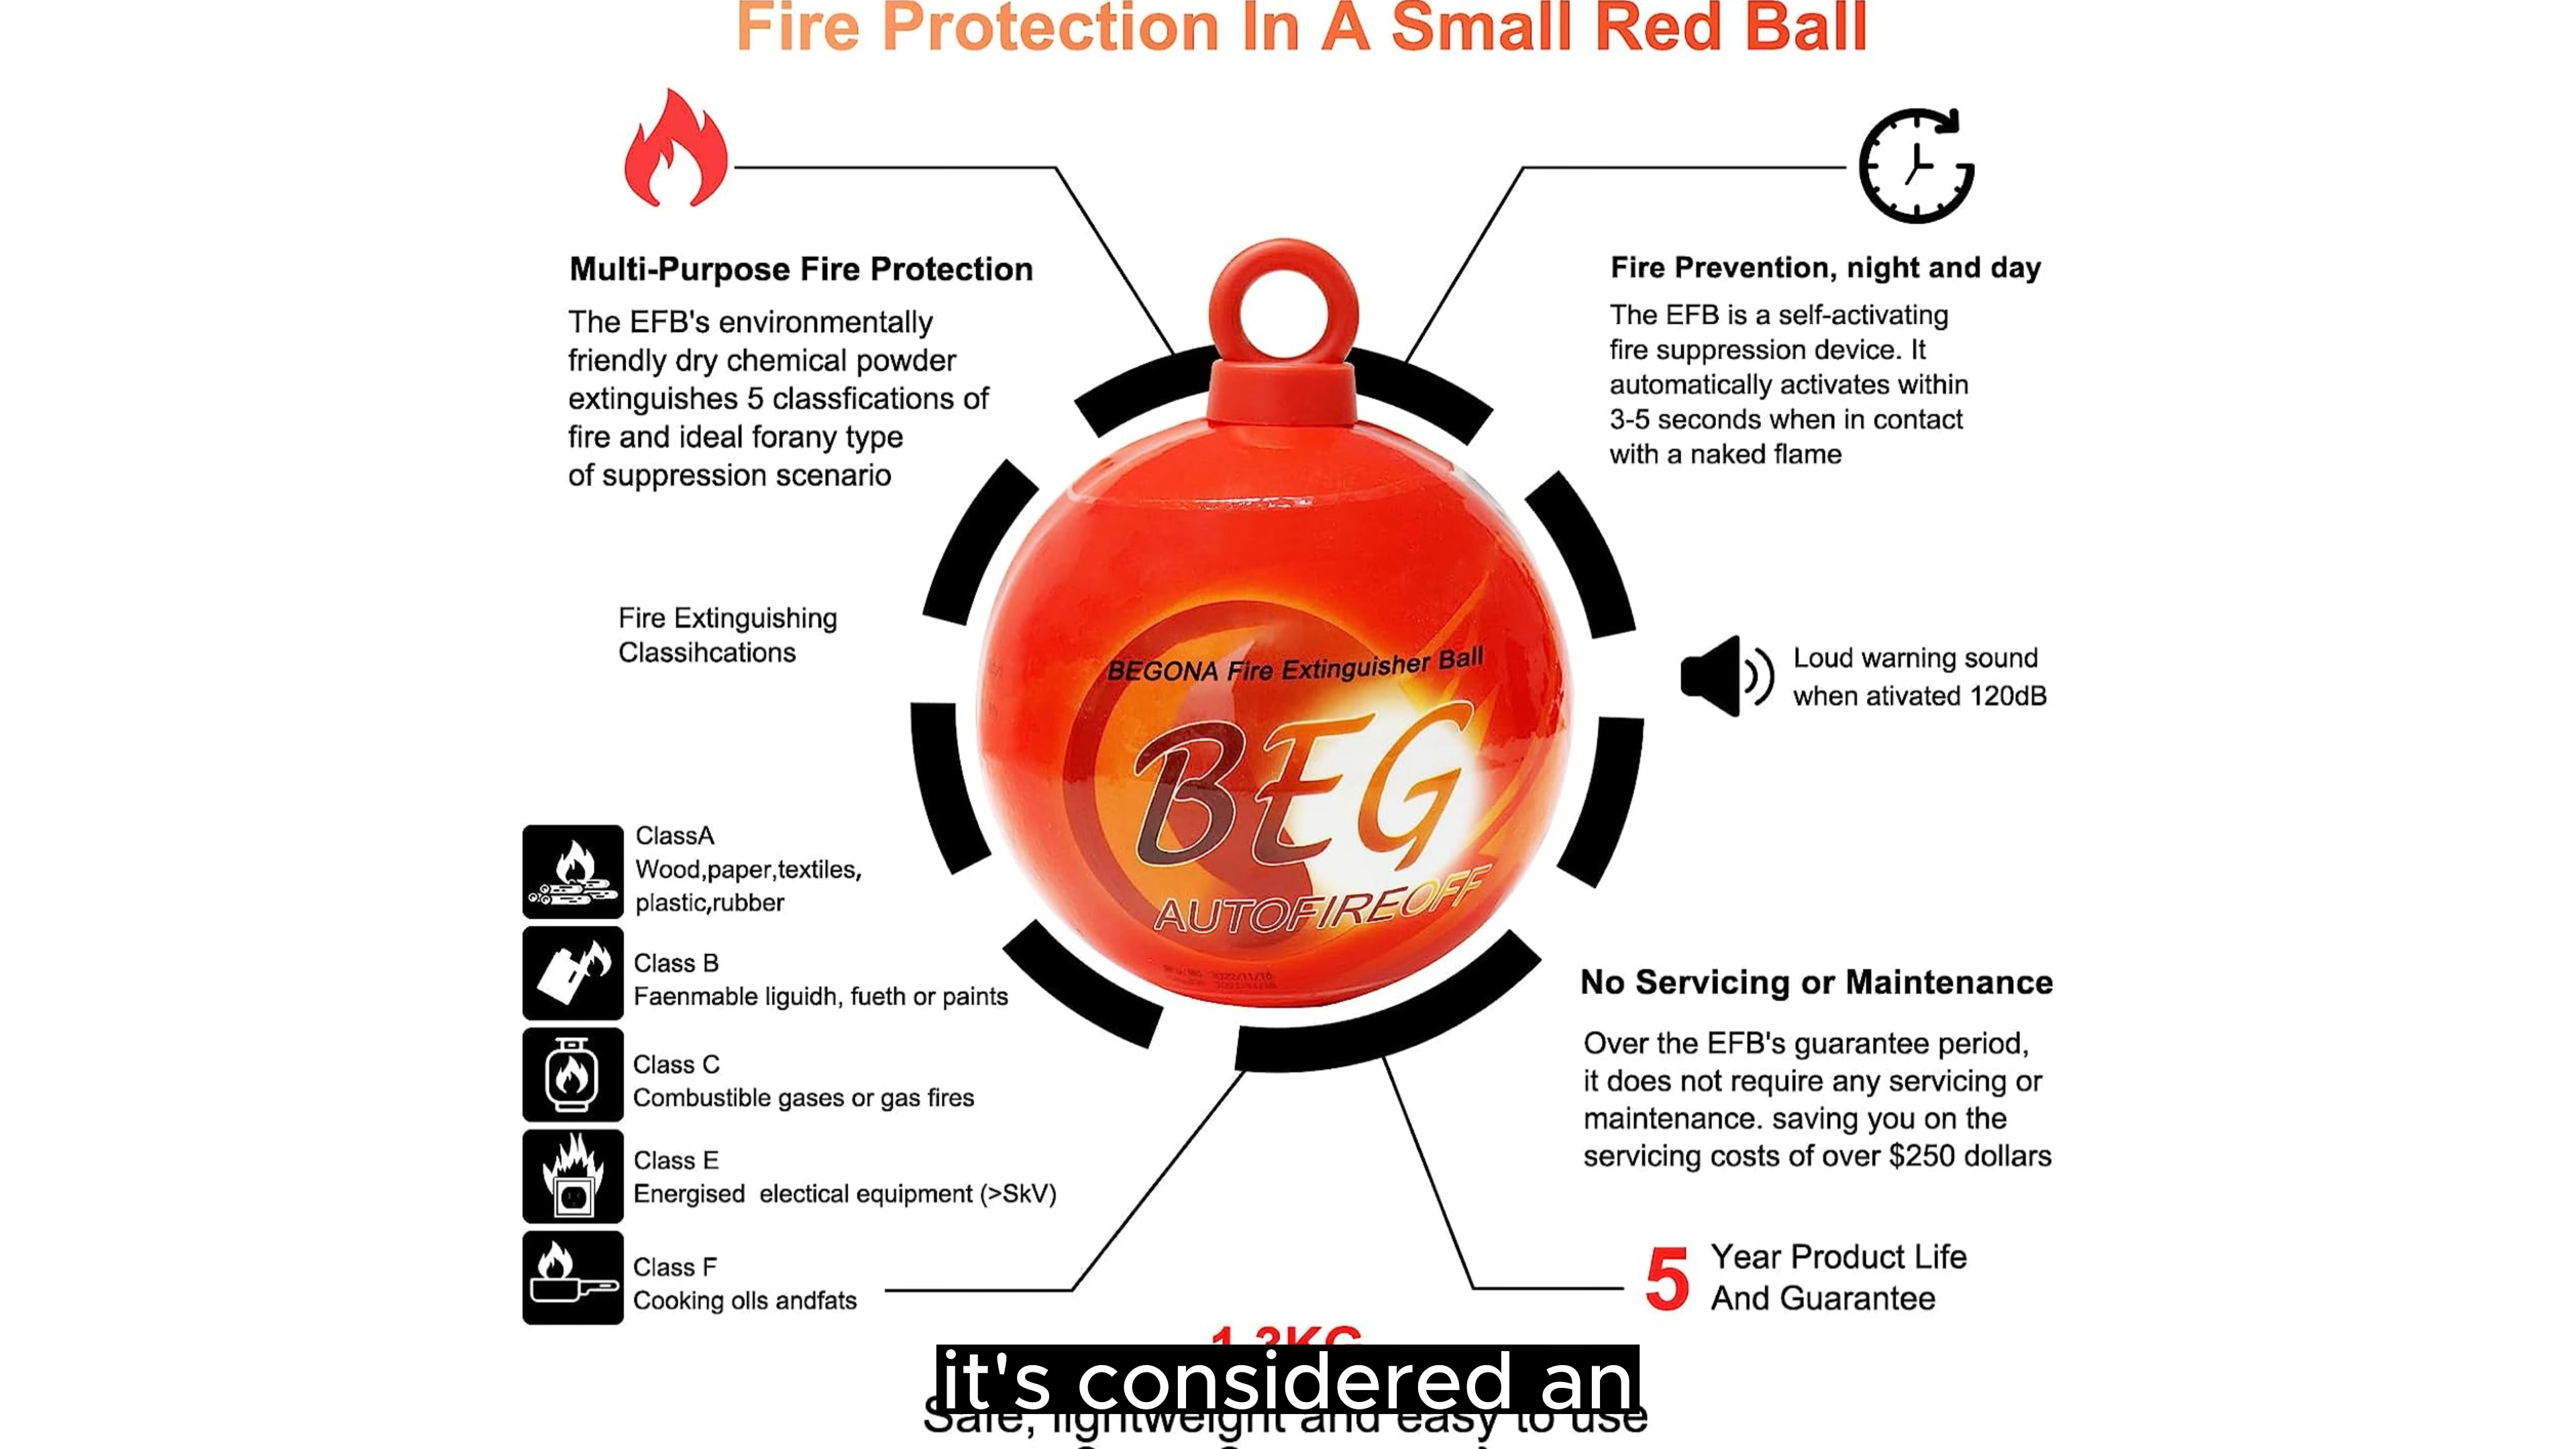 Fire Protection In A Small Red Ball
Multi-Purpose Fire Protection
The EFB's environmentally
friendly dry chemical powder
extinguishes 5 classfications of
fire and ideal forany type
of suppression scenario
Fire Prevention, night and day
The EFB is a self-activating
fire suppression device. It
automatically activates within
3-5 seconds when in contact
with a naked flame
Fire Extinguishing
Classihcations
Loud warning sound
when ativated 120dB
BEGONA Fire Extinguisher Ball
BEG
AUTOFIREOFF
ClassA
Wood,paper,textiles,
plastic,rubber
Class B
Faenmable liguidh, fueth or paints
Class C
Combustible gases or gas fires
Class E
Energised electical equipment (>SkV)
Class F
Cooking olls andfats
No Servicing or Maintenance
Over the EFB's guarantee period,
it does not require any servicing or
maintenance. saving you on the
servicing costs of over $250 dollars
5 Year Product Life
And Guarantee
it's considered an
Safe, lightweight and easy to use